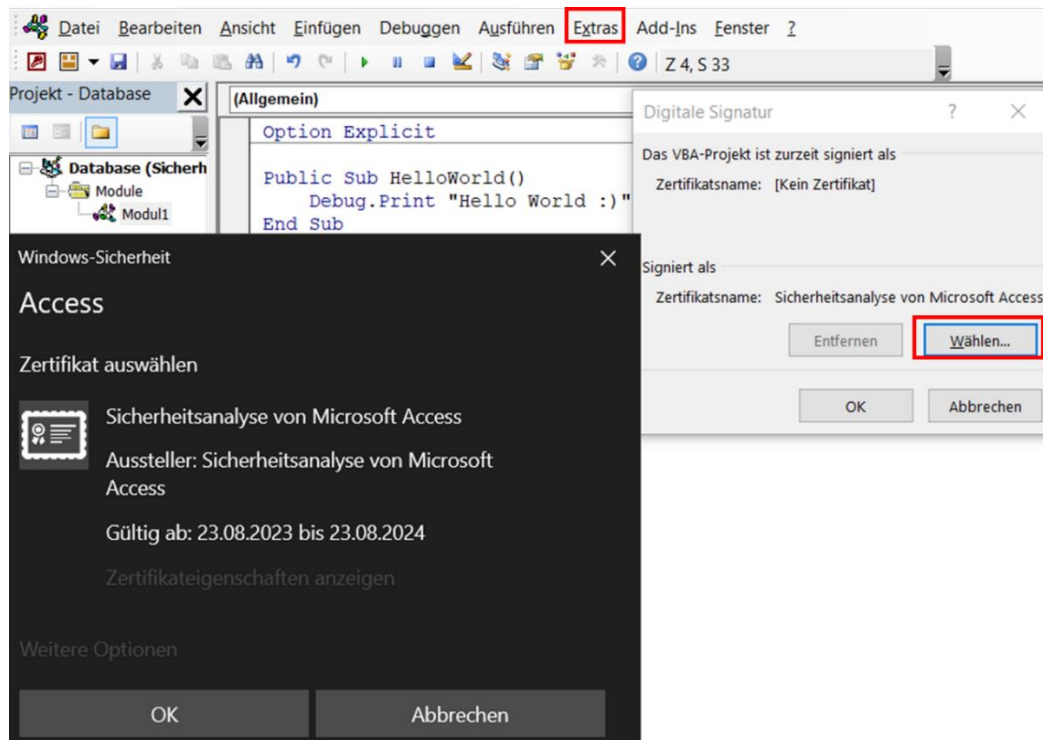 Datei Bearbeiten Ansicht Einfügen Debuggen Ausführen Extras Add-Ins Fenster ?
Z 4, S 33
Projekt - Database
Database (Sicherh
Module
Modul1
(Allgemein)
Option Explicit
Public Sub HelloWorld()
Debug.Print "Hello World :)"
End Sub
Digitale Signatur ?
Das VBA-Projekt ist zurzeit signiert als
Zertifikatsname: [Kein Zertifikat]
Signiert als
Zertifikatsname: Sicherheitsanalyse von Microsoft Access
Entfernen Wählen...
OK Abbrechen
Windows-Sicherheit
Access
Zertifikat auswählen
Sicherheitsanalyse von Microsoft Access
Aussteller: Sicherheitsanalyse von Microsoft
Access
Gültig ab: 23.08.2023 bis 23.08.2024
Zertifikateigenschaften anzeigen
Weitere Optionen
OK Abbrechen